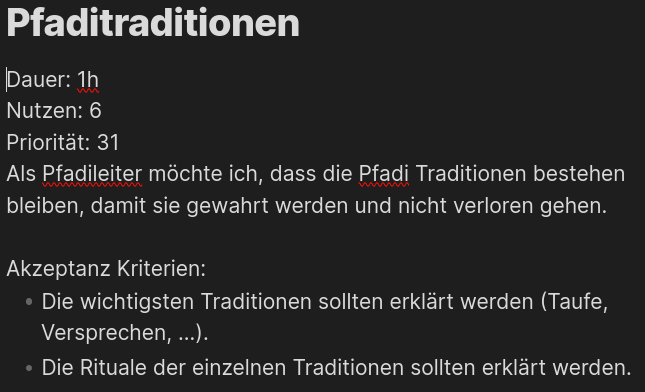 Pfaditraditionen
Dauer: 1h
Nutzen: 6
Priorität: 31
Als Pfadileiter möchte ich, dass die Pfadi Traditionen bestehen
bleiben, damit sie gewahrt werden und nicht verloren gehen.
Akzeptanz Kriterien:
• Die wichtigsten Traditionen sollten erklärt werden (Taufe,
Versprechen, ...).
• Die Rituale der einzelnen Traditionen sollten erklärt werden.